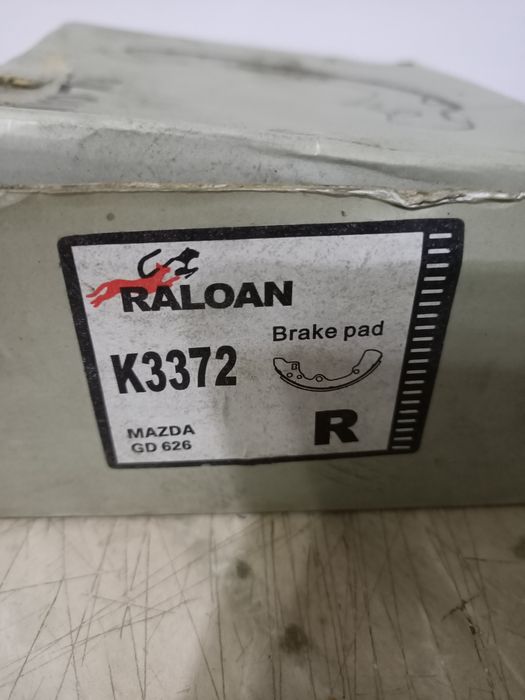 RALOAN
Brake pad
K3372
MAZDA
GD 626
R